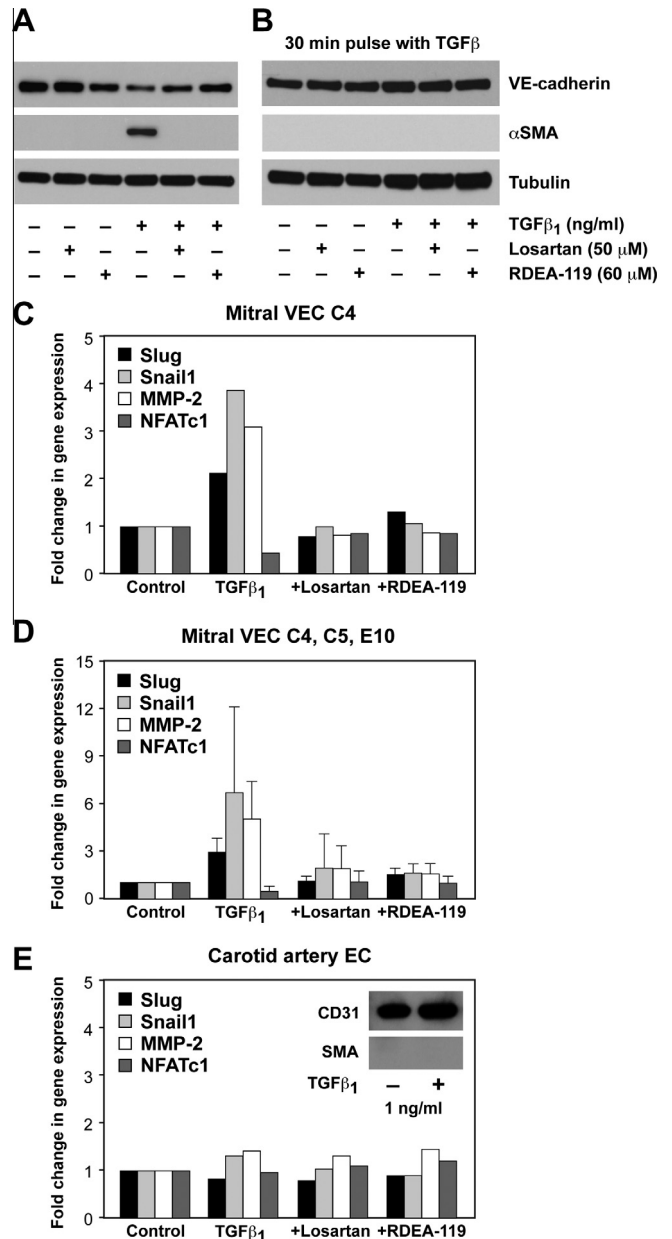 A
B
30 min pulse with TGFβ
VE-cadherin
αSMA
Tubulin
– – – + + + – – – + + + TGFβ1 (ng/ml)
– + – – + – – + – – + – Losartan (50 μM)
– – + – – + – – + – – + RDEA-119 (60 μM)
C
Mitral VEC C4
Fold change in gene expression
5
4
3
2
1
0
Slug
Snail1
MMP-2
NFATc1
Control TGFβ1 +Losartan +RDEA-119
D
Mitral VEC C4, C5, E10
Fold change in gene expression
15
12
9
6
3
0
Slug
Snail1
MMP-2
NFATc1
Control TGFβ1 +Losartan +RDEA-119
E
Carotid artery EC
Fold change in gene expression
5
4
3
2
1
0
Slug
Snail1
MMP-2
NFATc1
CD31
SMA
TGFβ1 – +
1 ng/ml
Control TGFβ1 +Losartan +RDEA-119